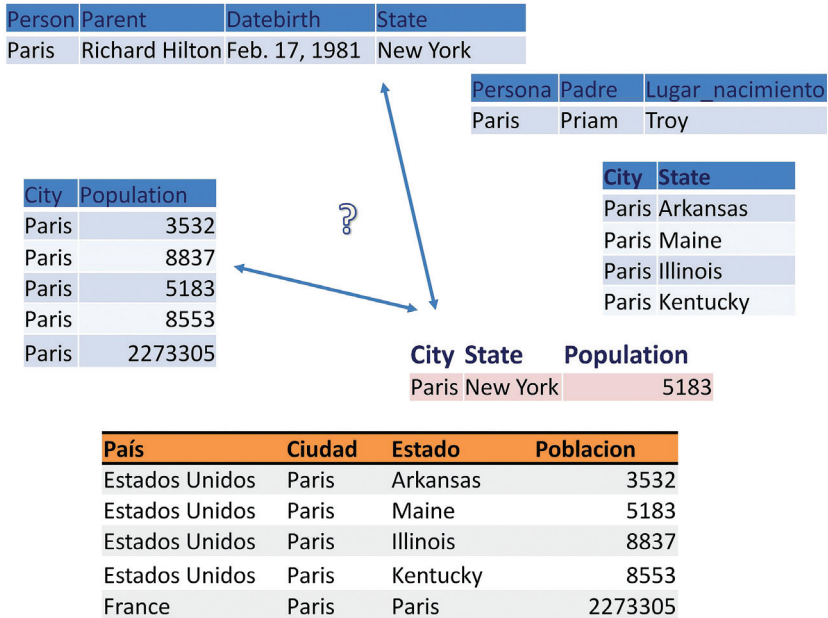 Person Parent Datebirth State
Paris Richard Hilton Feb. 17, 1981 New York
Persona Padre Lugar_nacimiento
Paris Priam Troy
City State
Paris Arkansas
Paris Maine
Paris Illinois
Paris Kentucky
City Population
Paris 3532
Paris 8837
Paris 5183
Paris 8553
Paris 2273305
?
City State Population
Paris New York 5183
País Ciudad Estado Poblacion
Estados Unidos Paris Arkansas 3532
Estados Unidos Paris Maine 5183
Estados Unidos Paris Illinois 8837
Estados Unidos Paris Kentucky 8553
France Paris Paris 2273305